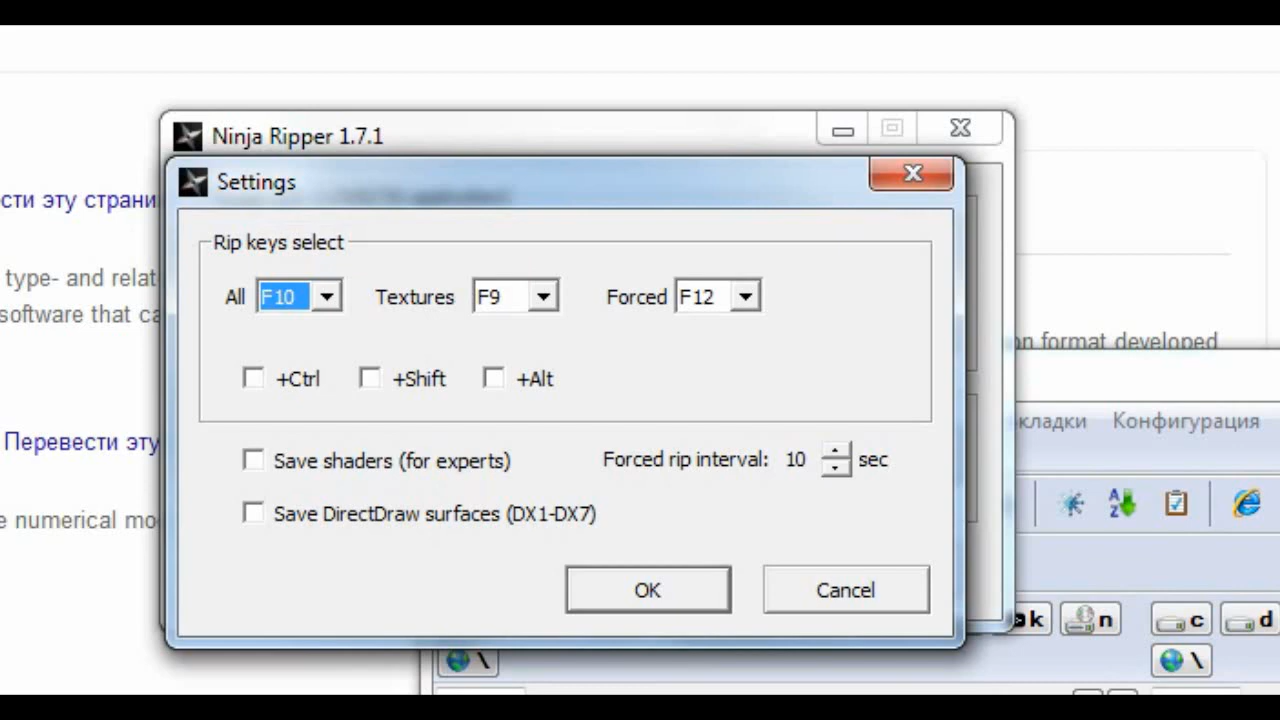 Ninja Ripper 1.7.1
Settings
Rip keys select
All F10 Textures F9 Forced F12
+Ctrl +Shift +Alt
Save shaders (for experts) Forced rip interval: 10 sec
Save DirectDraw surfaces (DX1-DX7)
OK Cancel
сти эту страни
type- and relat
software that ca
Перевести эту
e numerical mo
on format developed
кладки Конфигурация
A
Z
k n c d
\ \